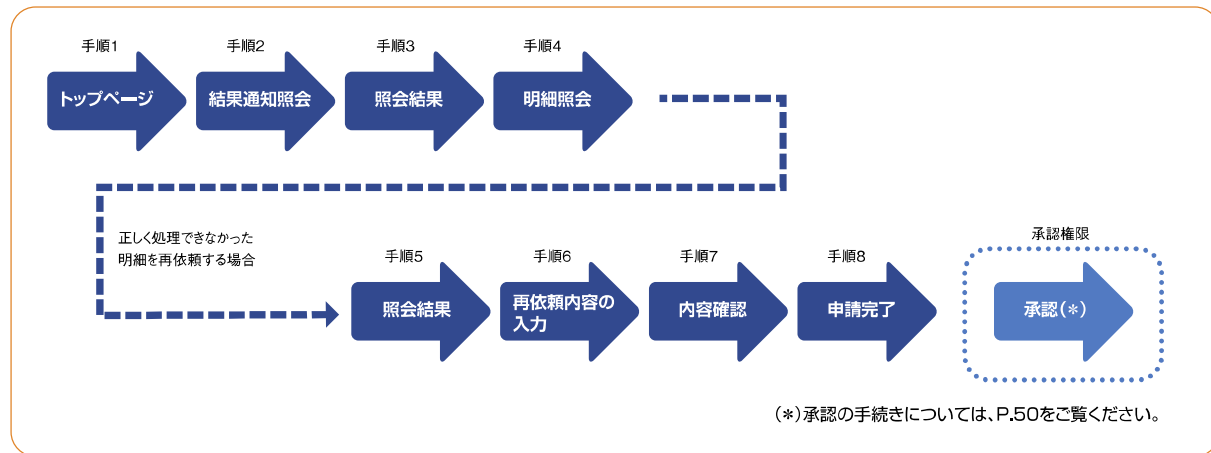 手順1
トップページ
手順2
結果通知照会
手順3
照会結果
手順4
明細照会
正しく処理できなかった
明細を再依頼する場合
手順5
照会結果
手順6
再依頼内容の
入力
手順7
内容確認
手順8
申請完了
承認権限
承認(*)
(*)承認の手続きについては、P.50をご覧ください。